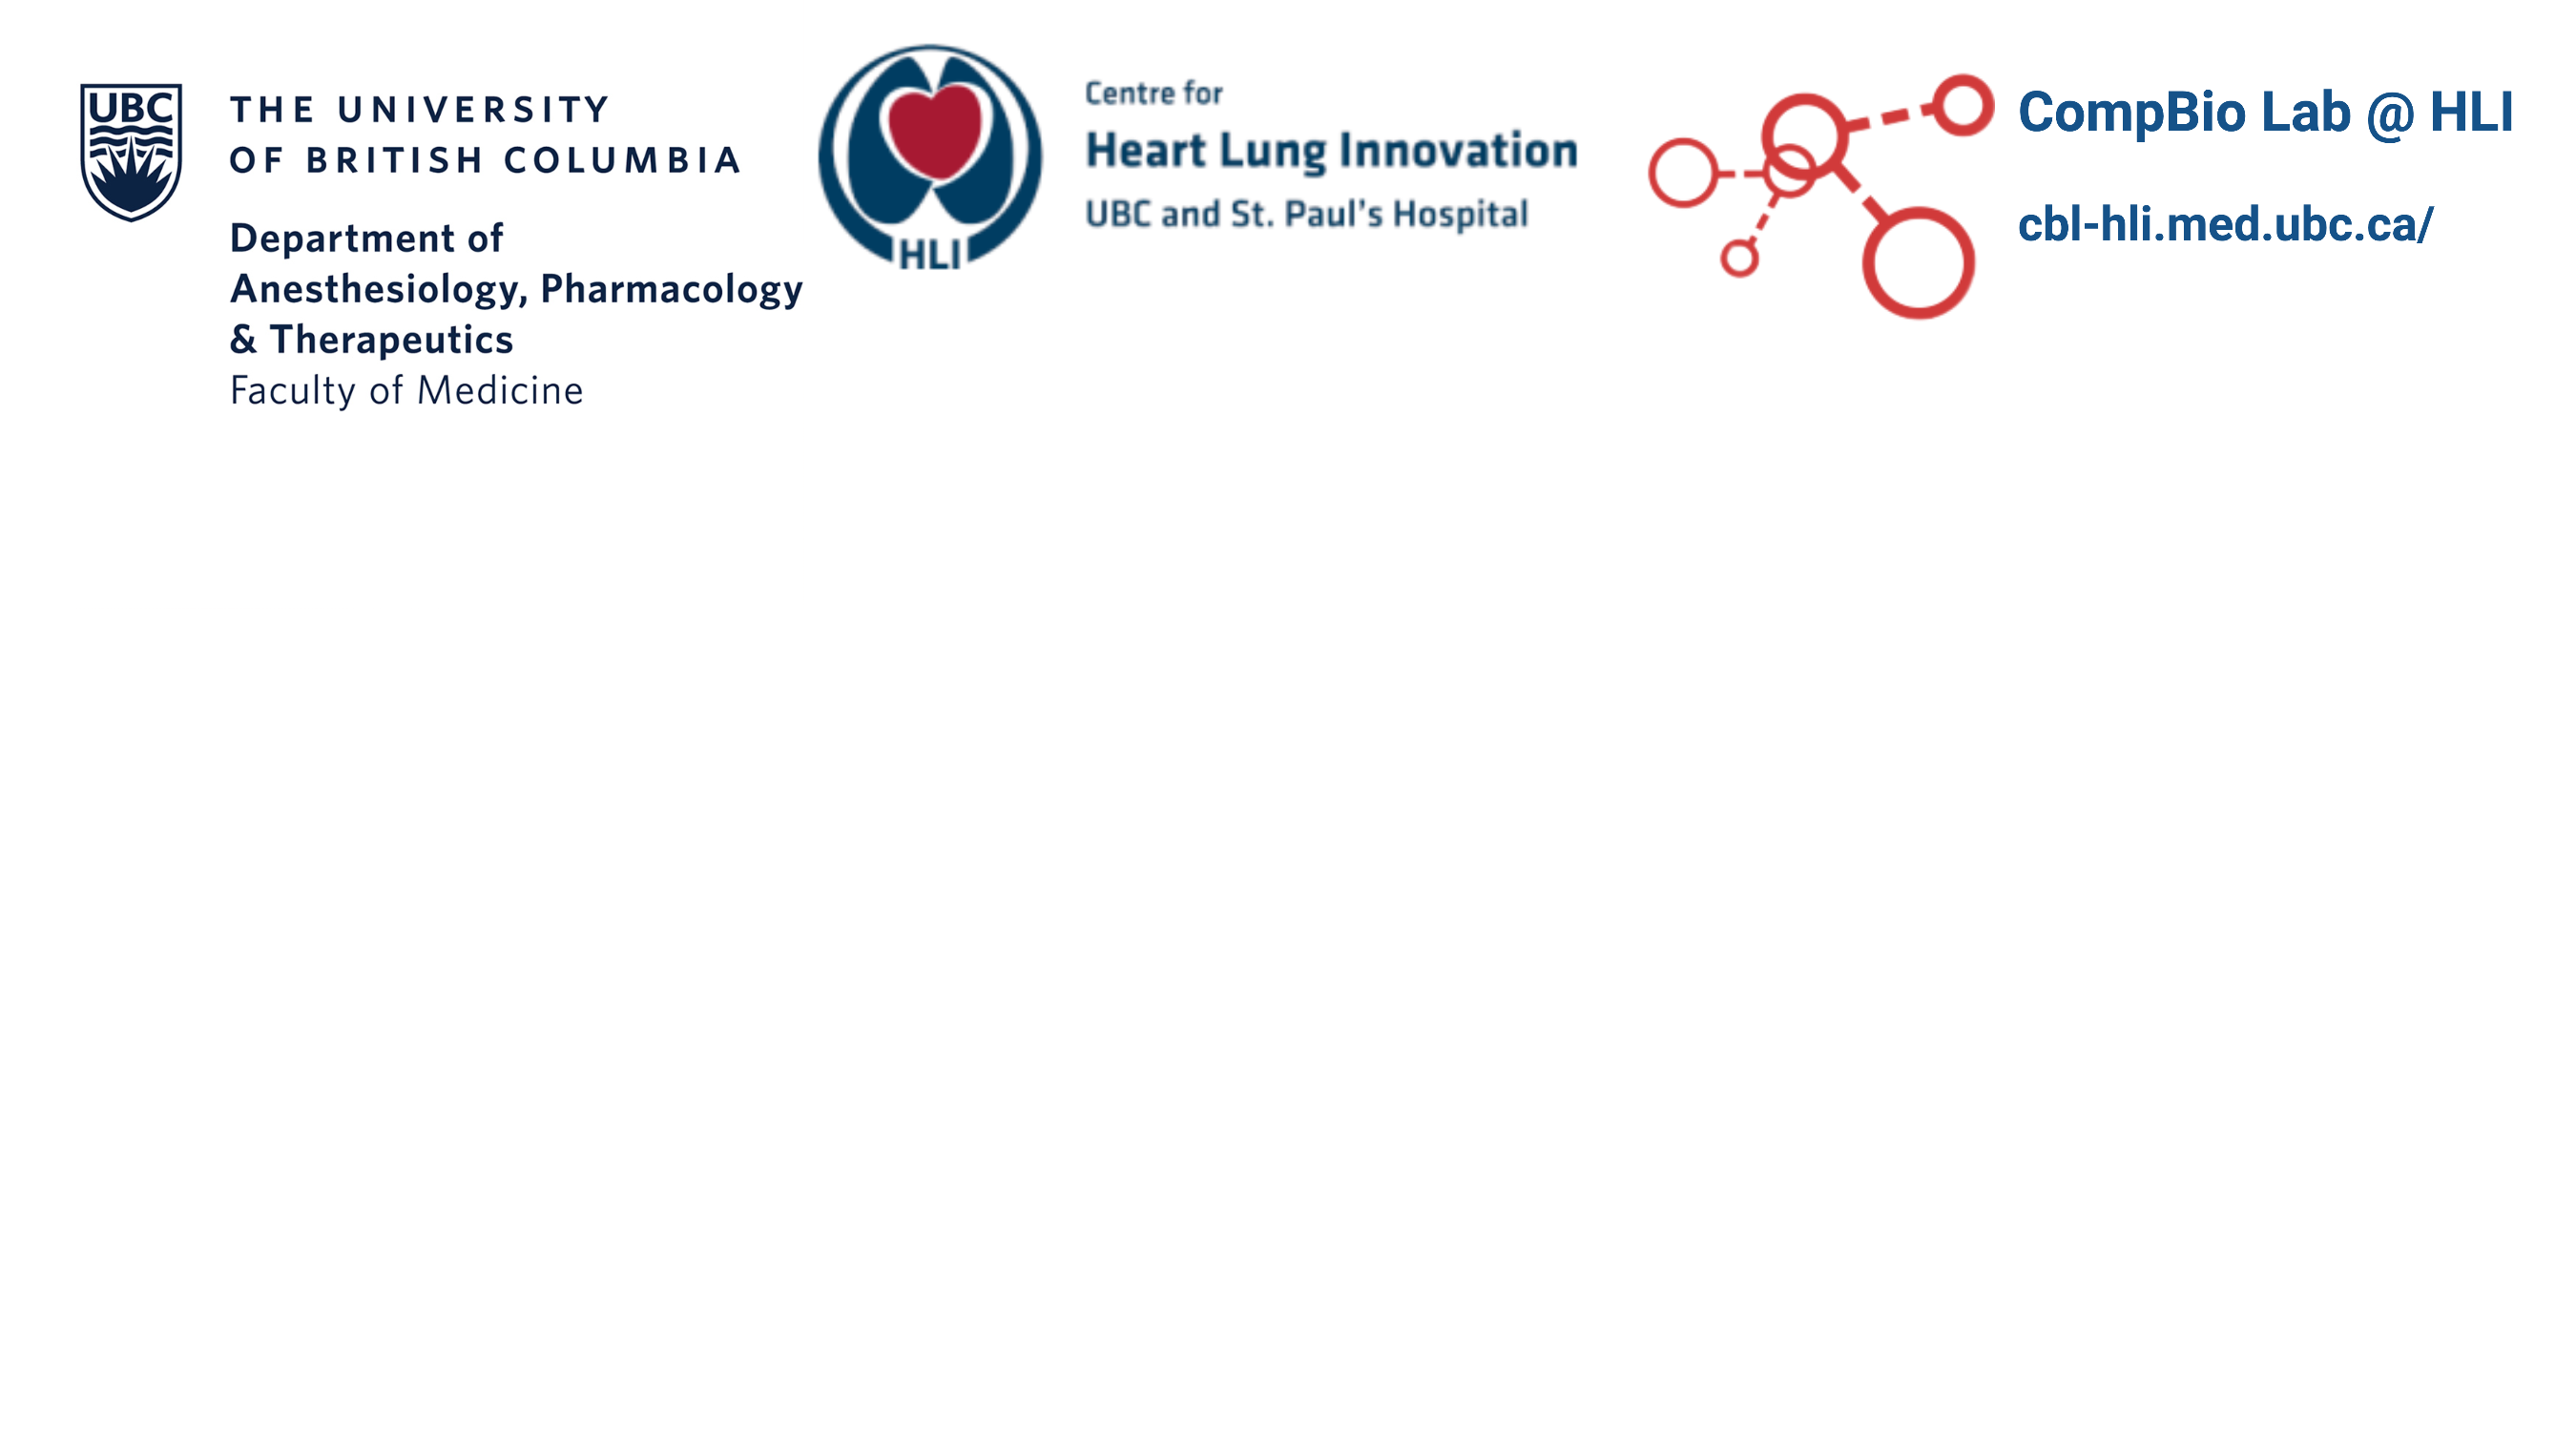 UBC
THE UNIVERSITY
OF BRITISH COLUMBIA
Department of
Anesthesiology, Pharmacology
& Therapeutics
Faculty of Medicine
HLI
Centre for
Heart Lung Innovation
UBC and St. Paul's Hospital
CompBio Lab @ HLI
cbl-hli.med.ubc.ca/